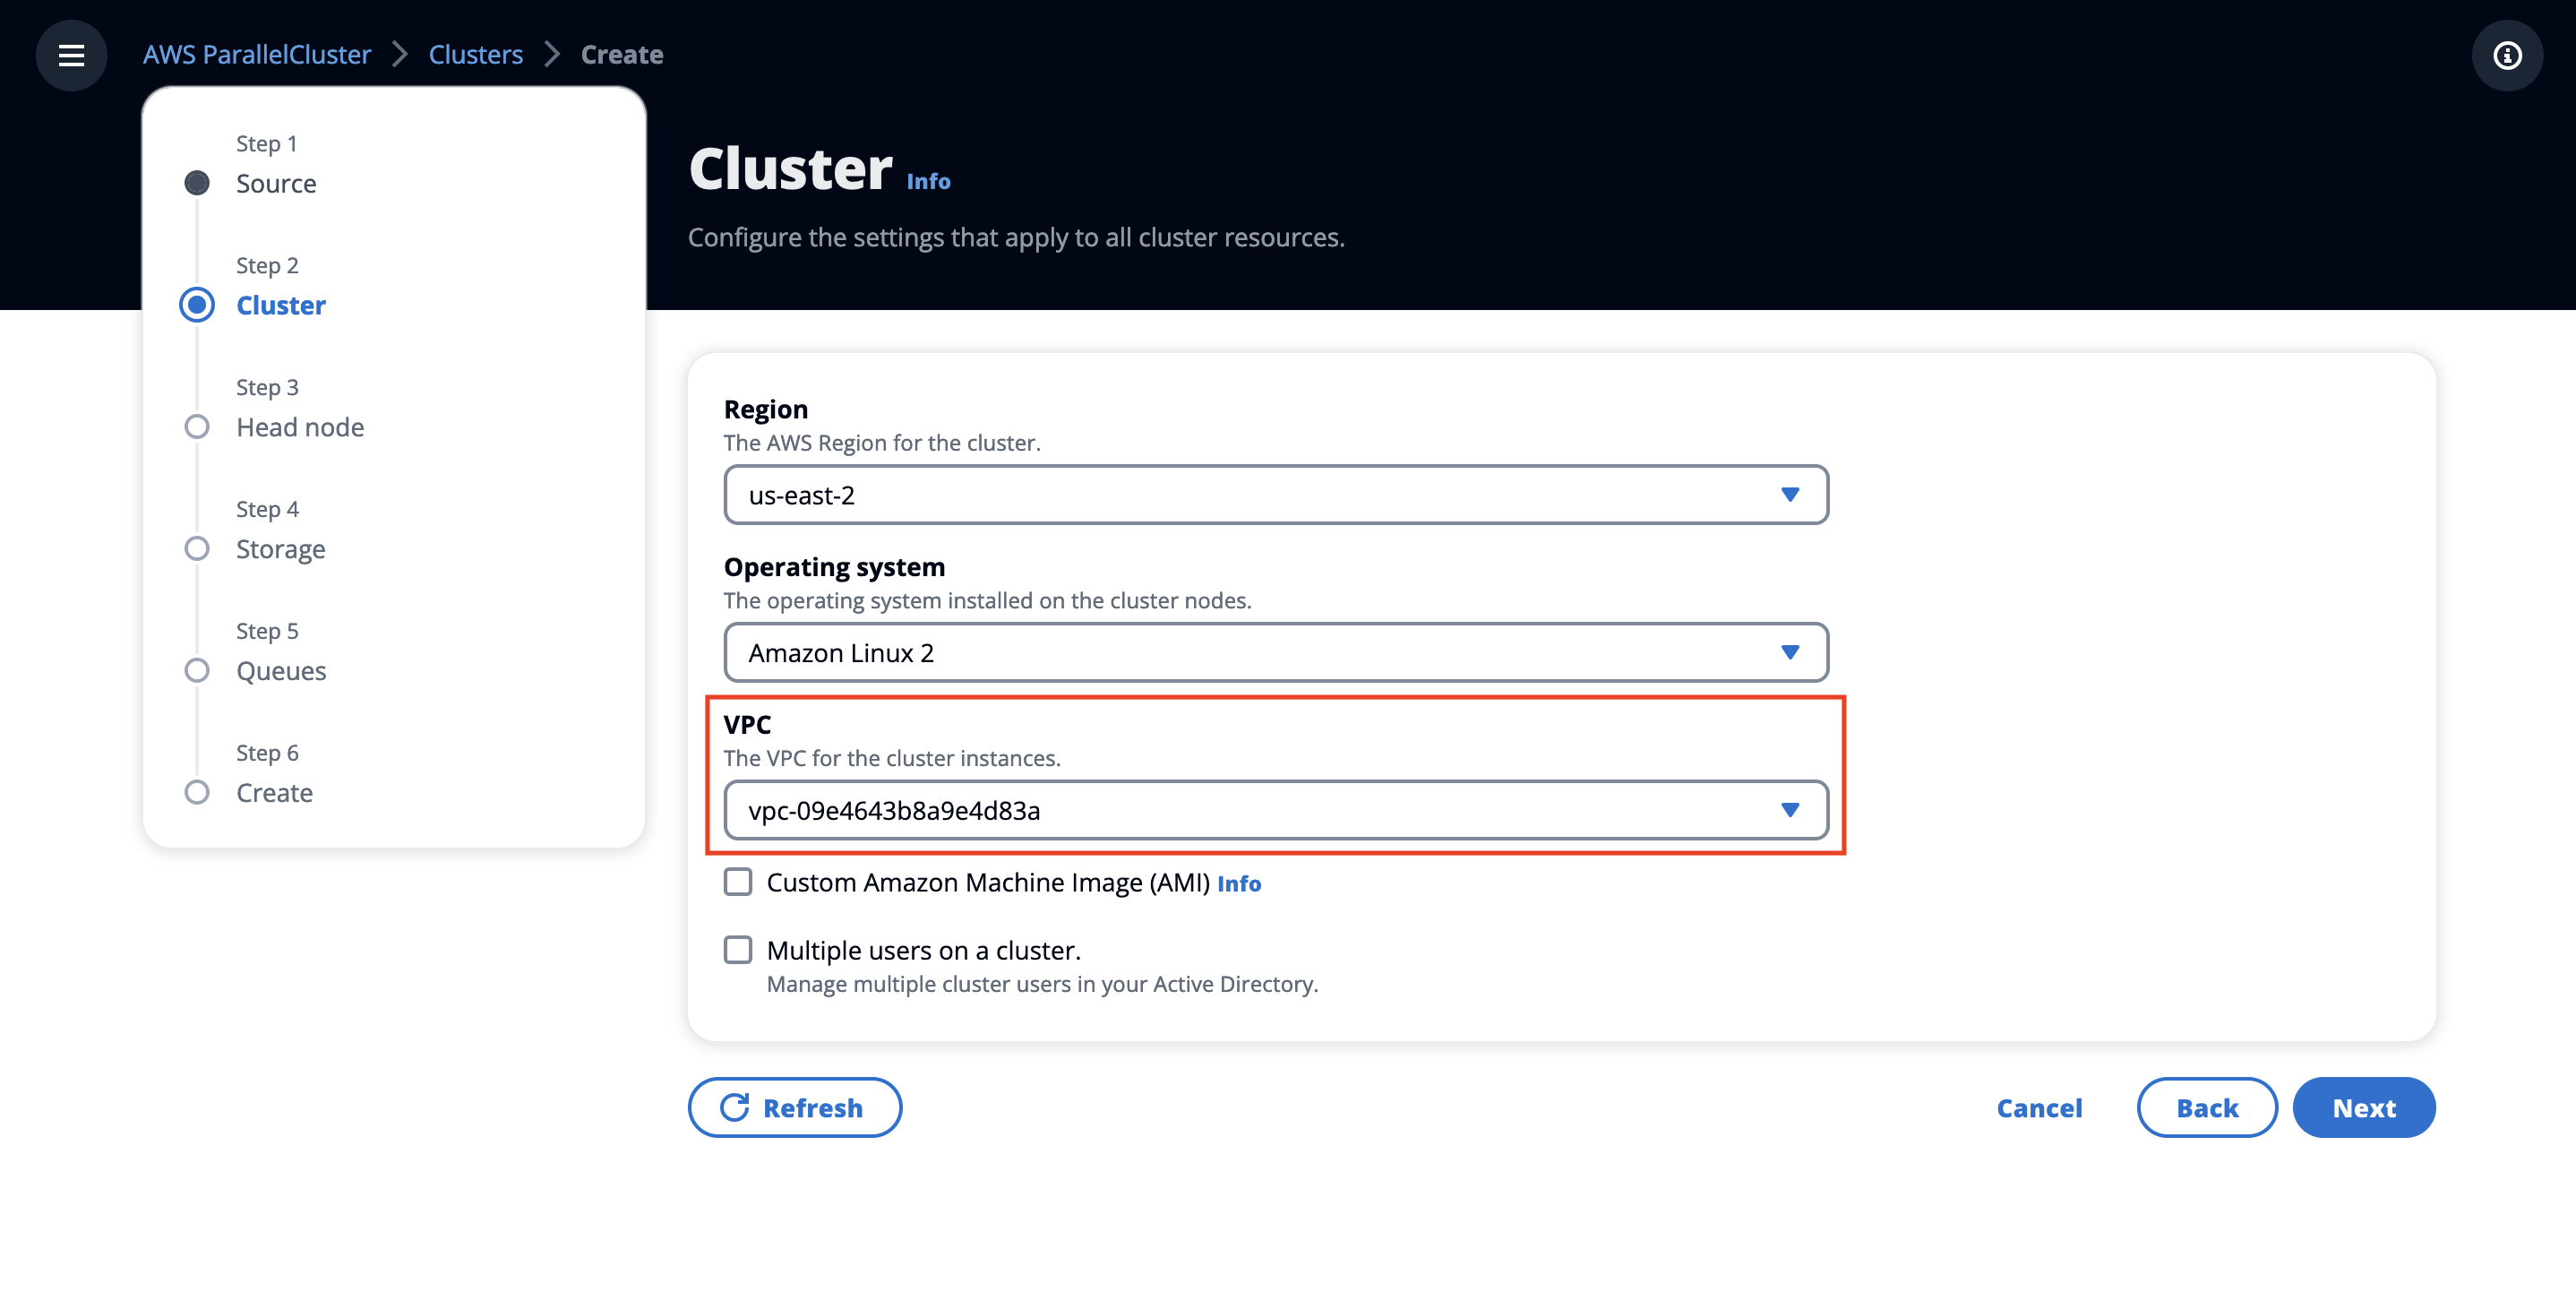 AWS ParallelCluster > Clusters > Create
Step 1
Source
Step 2
Cluster
Step 3
Head node
Step 4
Storage
Step 5
Queues
Step 6
Create
Cluster Info
Configure the settings that apply to all cluster resources.
Region
The AWS Region for the cluster.
us-east-2
Operating system
The operating system installed on the cluster nodes.
Amazon Linux 2
VPC
The VPC for the cluster instances.
vpc-09e4643b8a9e4d83a
Custom Amazon Machine Image (AMI) Info
Multiple users on a cluster.
Manage multiple cluster users in your Active Directory.
Refresh
Cancel
Back
Next